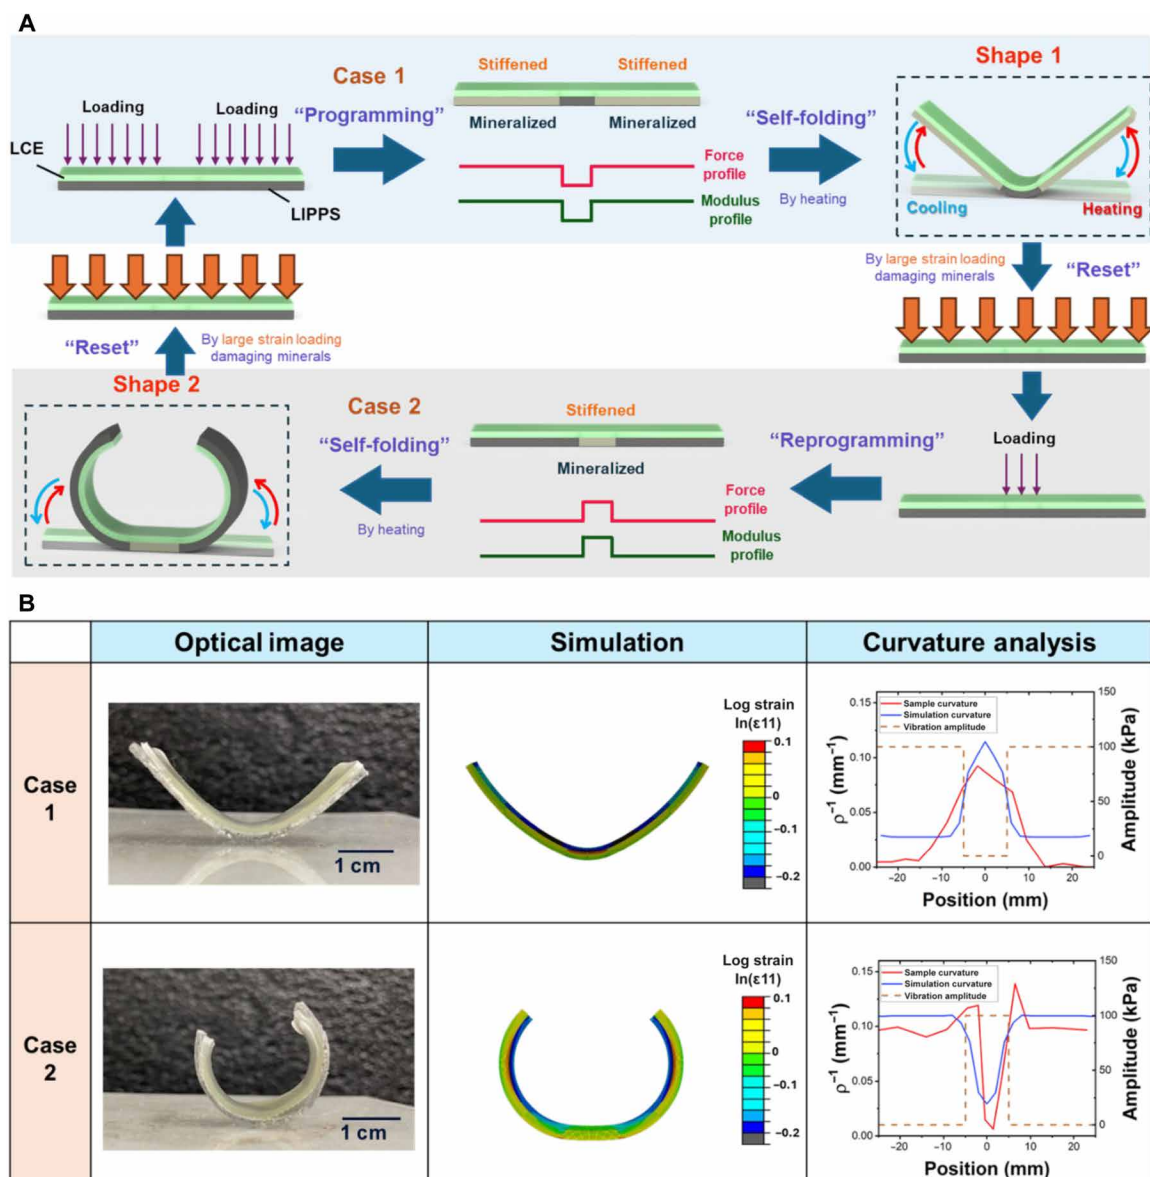 A
Case 1
Shape 1
Loading
Loading
LCE
LIPPS
“Programming”
Stiffened
Stiffened
Mineralized
Mineralized
Force
profile
Modulus
profile
“Self-folding”
By heating
Cooling
Heating
By large strain loading
damaging minerals
“Reset”
“Reset”
By large strain loading
damaging minerals
Shape 2
Case 2
“Self-folding”
By heating
Stiffened
Mineralized
Force
profile
Modulus
profile
“Reprogramming”
Loading
B
Optical image
Simulation
Curvature analysis
Case
1
1 cm
Log strain
ln(ε11)
0.1
0
−0.1
−0.2
Sample curvature
Simulation curvature
Vibration amplitude
0.15
0.10
0.05
0.00
ρ⁻¹ (mm⁻¹)
150
100
50
0
Amplitude (kPa)
−20
−10
0
10
20
Position (mm)
Case
2
1 cm
Log strain
ln(ε11)
0.1
0
−0.1
−0.2
Sample curvature
Simulation curvature
Vibration amplitude
0.15
0.10
0.05
0.00
ρ⁻¹ (mm⁻¹)
150
100
50
0
Amplitude (kPa)
−20
−10
0
10
20
Position (mm)